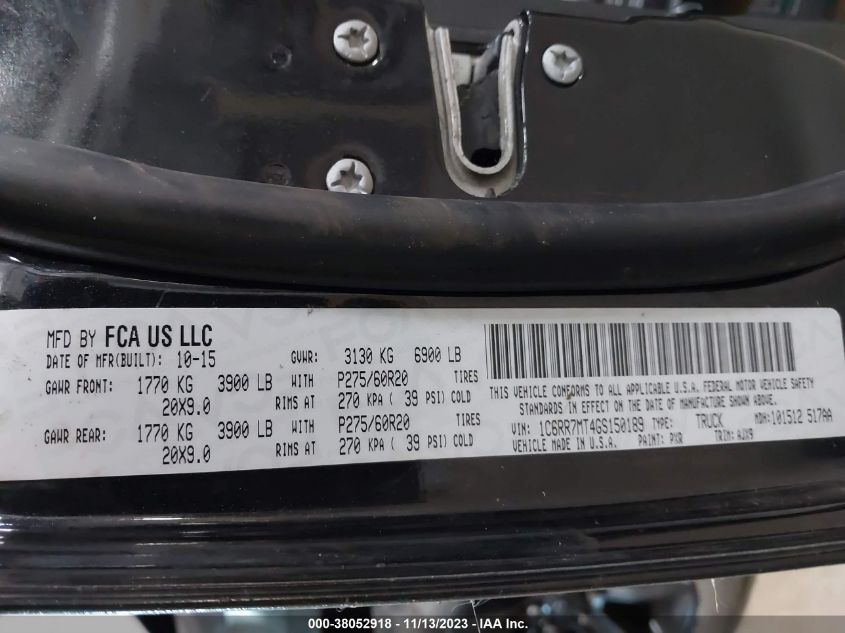 MFD BY FCA US LLC
DATE OF MFR(BUILT): 10-15 GVWR: 3130 KG 6900 LB
GAWR FRONT: 1770 KG 3900 LB WITH P275/60R20 TIRES
20X9.0 RIMS AT 270 KPA ( 39 PSI) COLD
GAWR REAR: 1770 KG 3900 LB WITH P275/60R20 TIRES
20X9.0 RIMS AT 270 KPA ( 39 PSI) COLD
THIS VEHICLE CONFORMS TO ALL APPLICABLE U.S.A. FEDERAL MOTOR VEHICLE SAFETY
STANDARDS IN EFFECT ON THE DATE OF MANUFACTURE SHOWN ABOVE.
VIN: 1C6RR7MT4GS150189 TYPE: TRUCK MDH: 101512 517AA
VEHICLE MADE IN: U.S.A. PAINT: PXR TRIM: AJX9
000-38052918 - 11/13/2023 - IAA Inc.